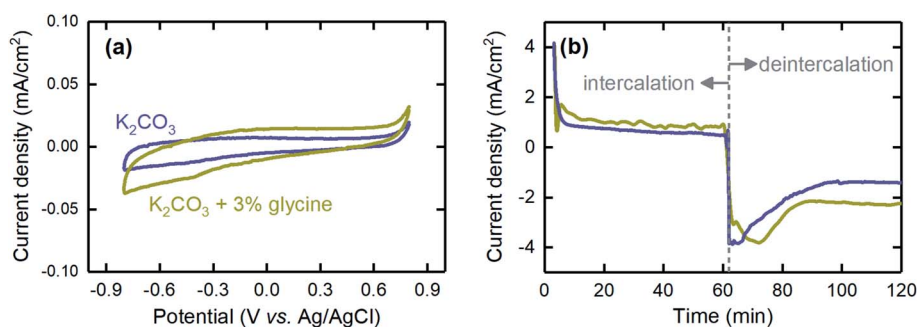 (a)
K₂CO₃
K₂CO₃ + 3% glycine
0.10
0.05
0.00
-0.05
-0.10
Current density (mA/cm²)
-0.9 -0.6 -0.3 0.0 0.3 0.6 0.9
Potential (V vs. Ag/AgCl)
(b)
deintercalation
intercalation
4
2
0
-2
-4
Current density (mA/cm²)
0 20 40 60 80 100 120
Time (min)